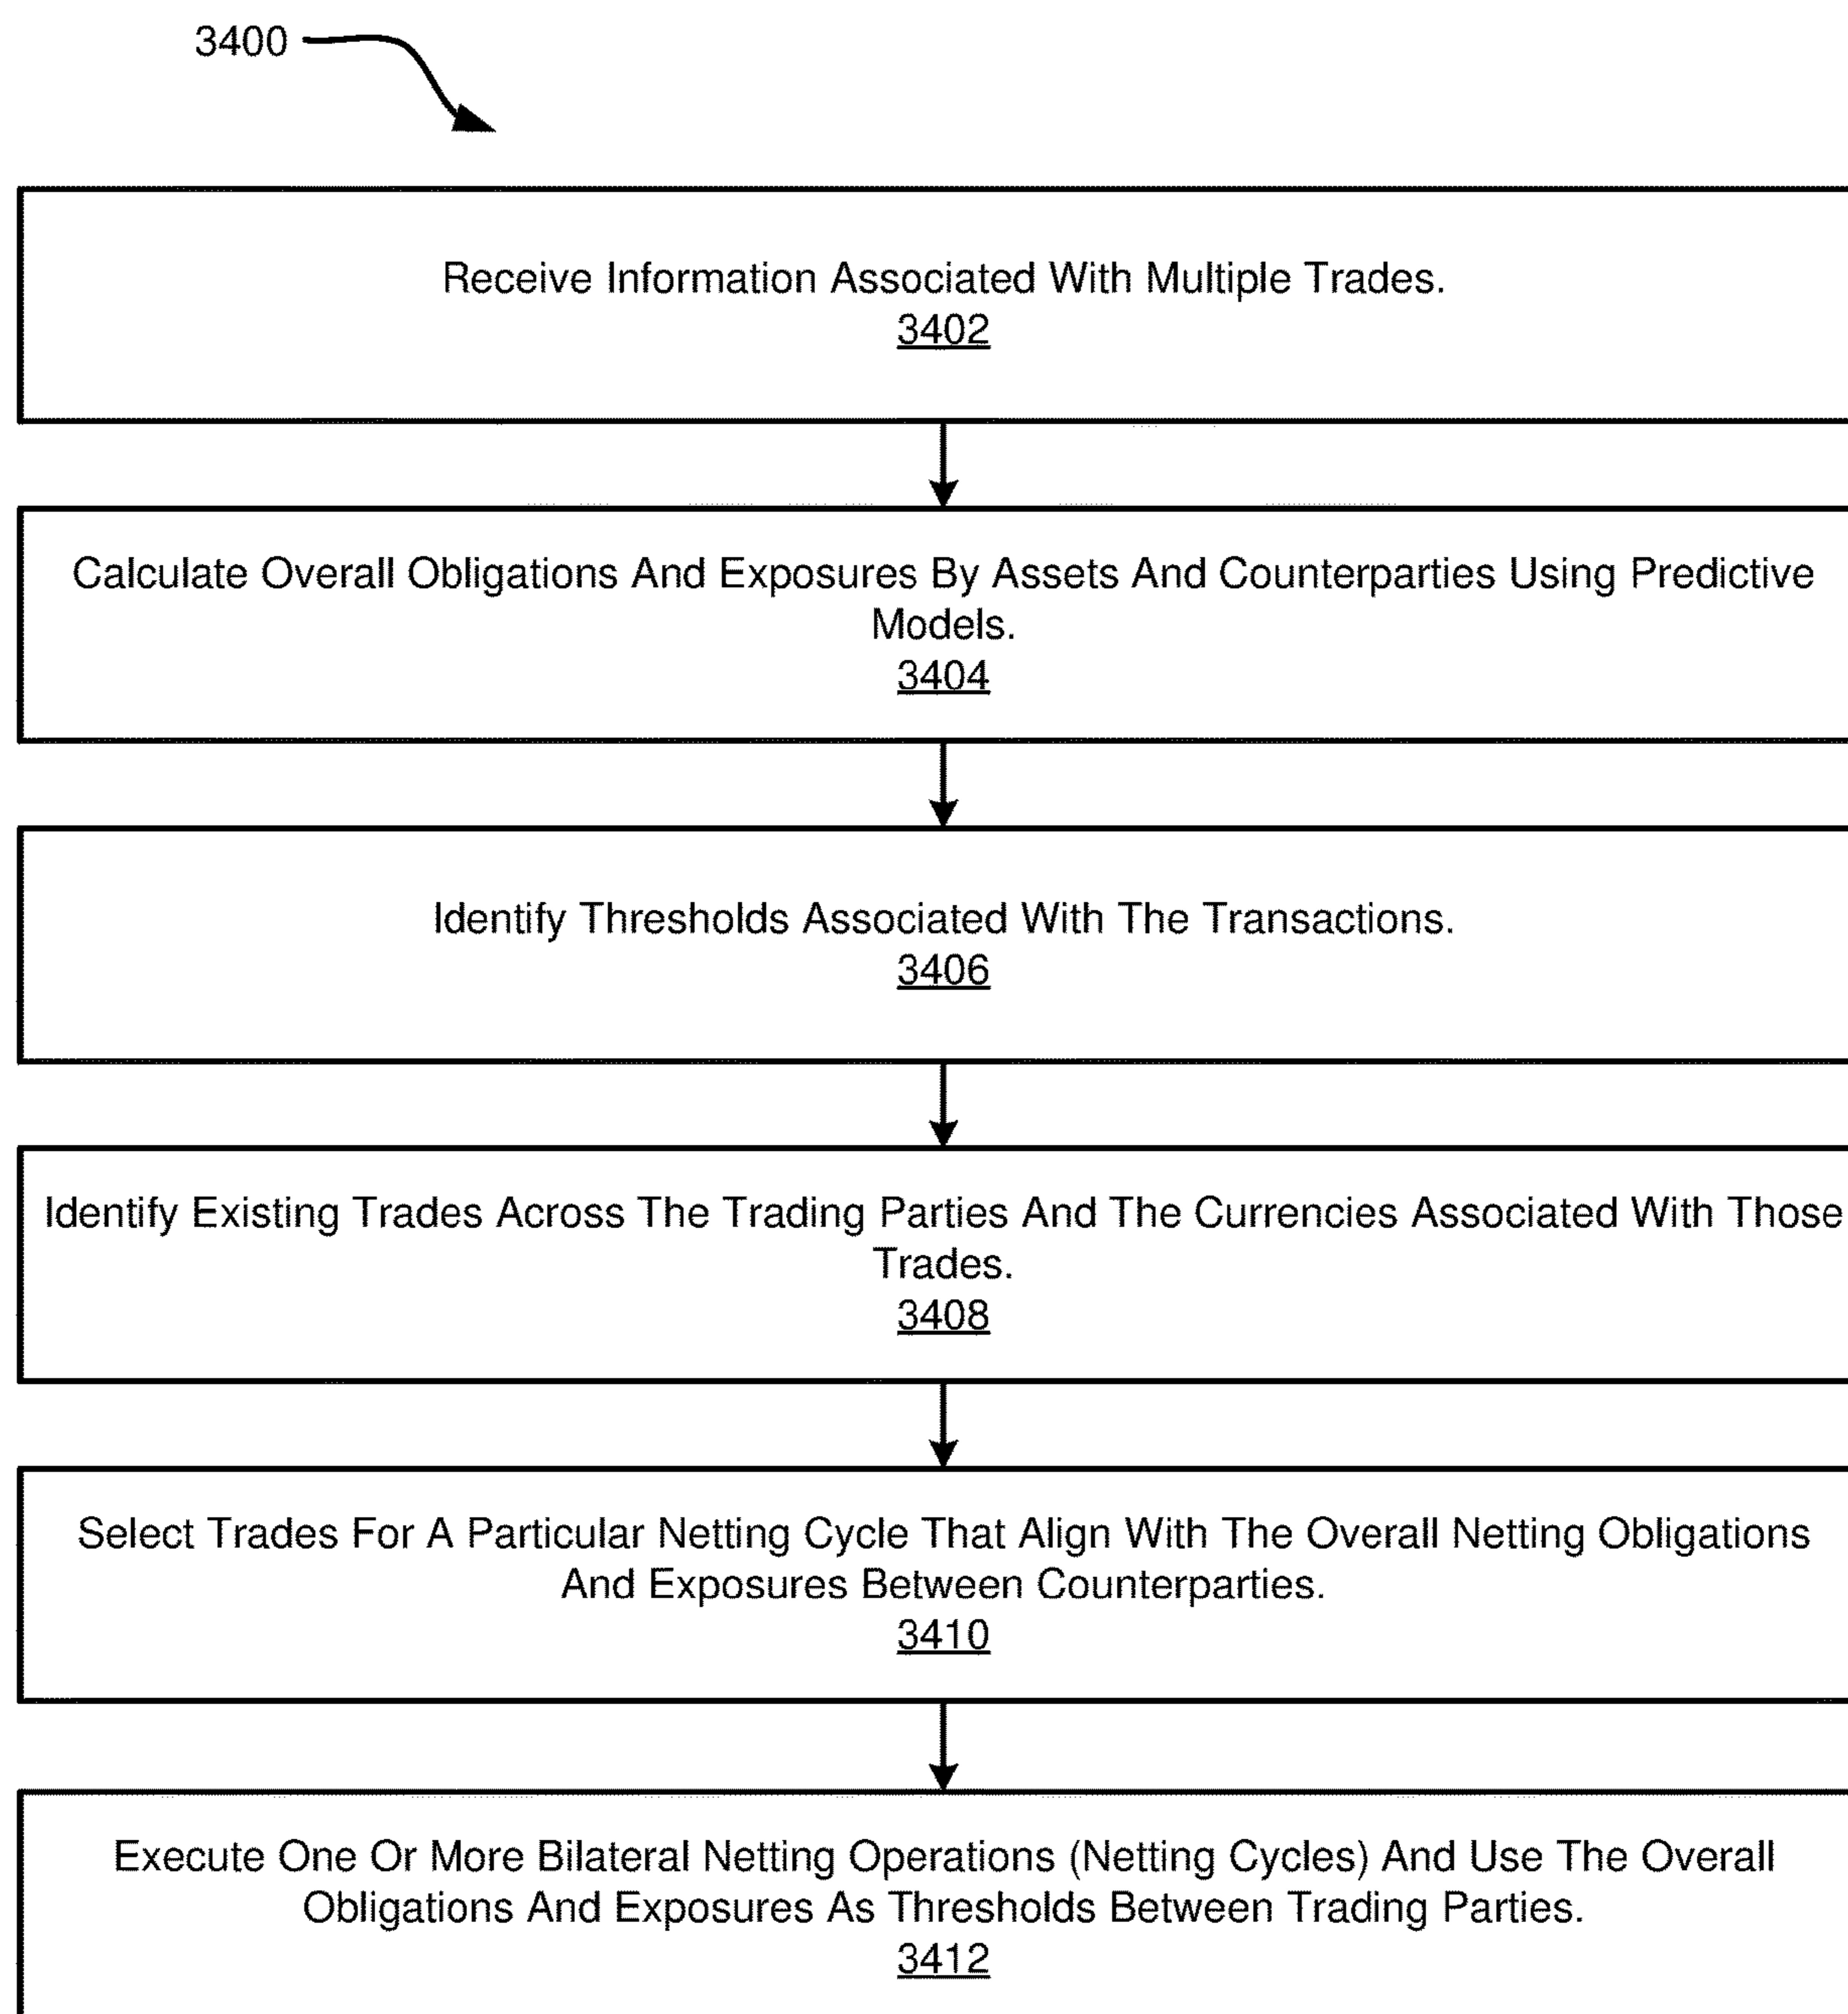 3400
Receive Information Associated With Multiple Trades.
3402
Calculate Overall Obligations And Exposures By Assets And Counterparties Using Predictive
Models.
3404
Identify Thresholds Associated With The Transactions.
3406
Identify Existing Trades Across The Trading Parties And The Currencies Associated With Those
Trades.
3408
Select Trades For A Particular Netting Cycle That Align With The Overall Netting Obligations
And Exposures Between Counterparties.
3410
Execute One Or More Bilateral Netting Operations (Netting Cycles) And Use The Overall
Obligations And Exposures As Thresholds Between Trading Parties.
3412